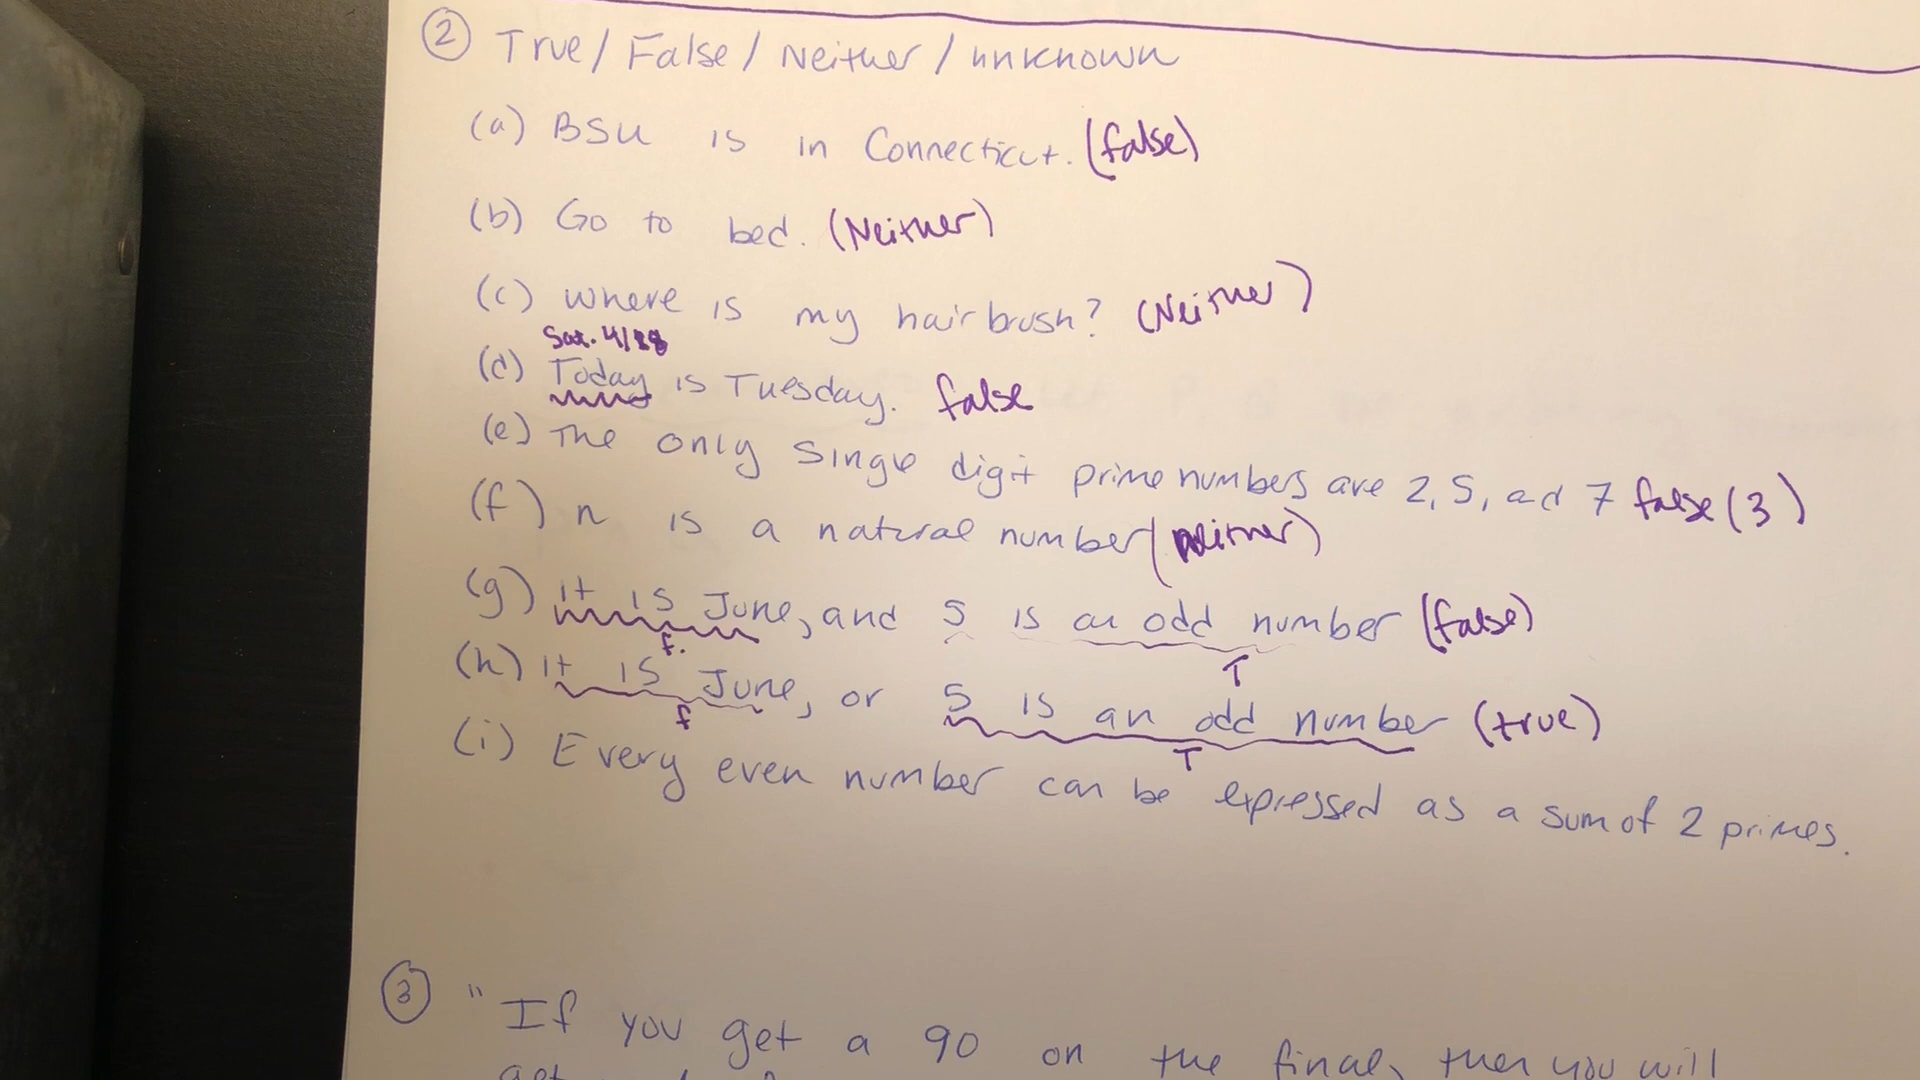 ② True / False / Neither / unknown
(a) BSU is in Connecticut. (false)
(b) Go to bed. (Neither)
(c) where is my hairbrush? (Neither)
Sat. 4/18
(d) Today is Tuesday. false
(e) The only single digit prime numbers are 2, 5, ad 7 false (3)
(f) n is a natural number (neither)
(g) it is June, and 5 is an odd number (false)
f. T
(h) it is June, or 5 is an odd number (true)
f T
(i) Every even number can be expressed as a sum of 2 primes.
③ "If you get a 90 on the final, then you will